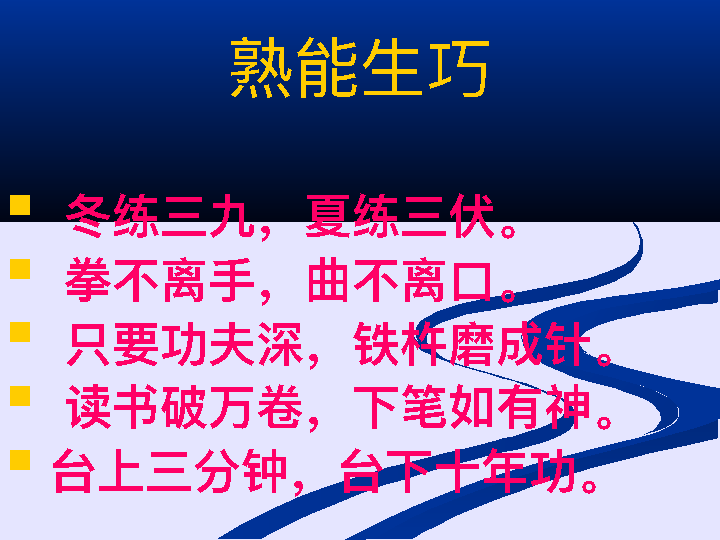 熟能生巧
冬练三九，夏练三伏。
拳不离手，曲不离口。
只要功夫深，铁杵磨成针。
读书破万卷，下笔如有神。
台上三分钟，台下十年功。